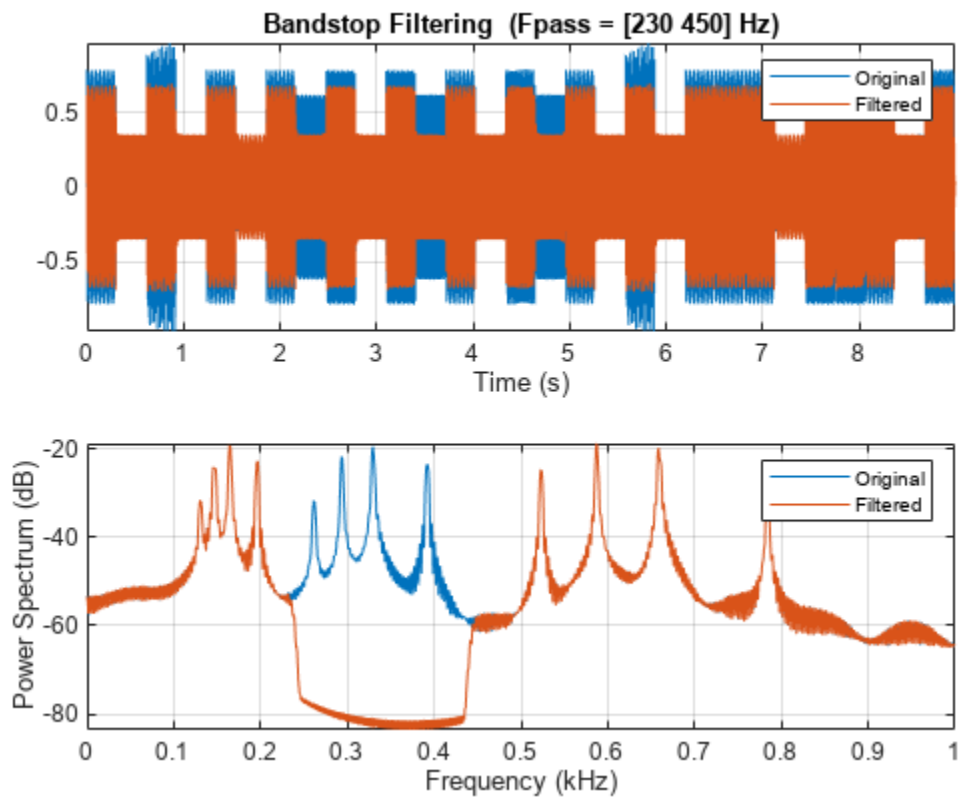 Bandstop Filtering (Fpass = [230 450] Hz)
Original
Filtered
0.5
0
-0.5
0 1 2 3 4 5 6 7 8
Time (s)
Power Spectrum (dB)
-20
Original
Filtered
-40
-60
-80
0 0.1 0.2 0.3 0.4 0.5 0.6 0.7 0.8 0.9 1
Frequency (kHz)